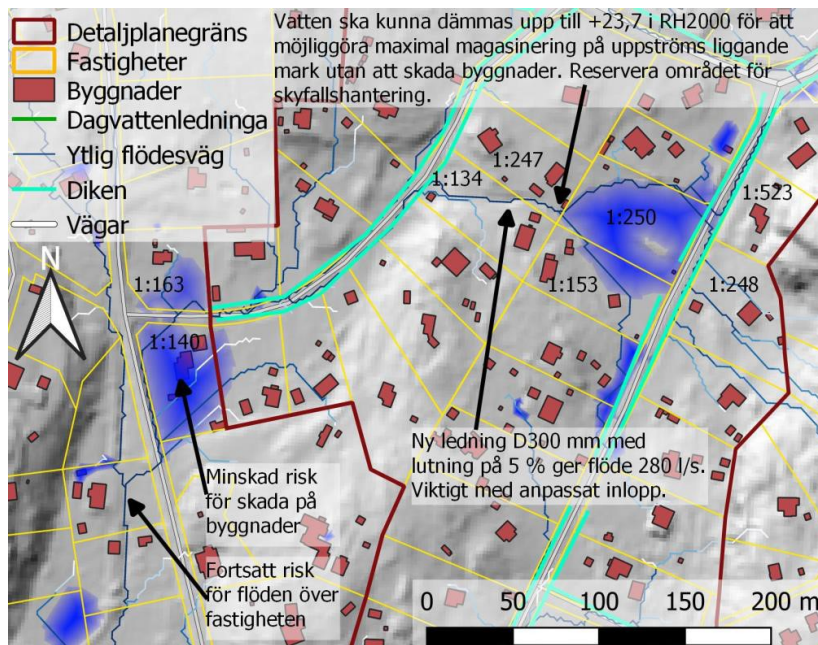 Detaljplanegräns
Fastigheter
Byggnader
Dagvattenledninga
Ytlig flödesväg
Diken
Vägar
N
Vatten ska kunna dämmas upp till +23,7 i RH2000 för att
möjliggöra maximal magasinering på uppströms liggande
mark utan att skada byggnader. Reservera området för
skyfallshantering.
1:247
1:134
1:250
1:523
1:163
1:153
1:248
1:140
Ny ledning D300 mm med
lutning på 5 % ger flöde 280 l/s.
Viktigt med anpassat inlopp.
Minskad risk
för skada på
byggnader
Fortsatt risk
för flöden över
fastigheten
0 50 100 150 200 m